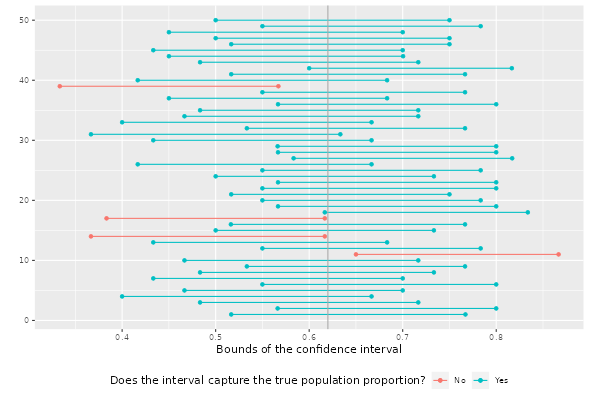 50
40
30
20
10
0
0.4 0.5 0.6 0.7 0.8
Bounds of the confidence interval
Does the interval capture the true population proportion? No Yes